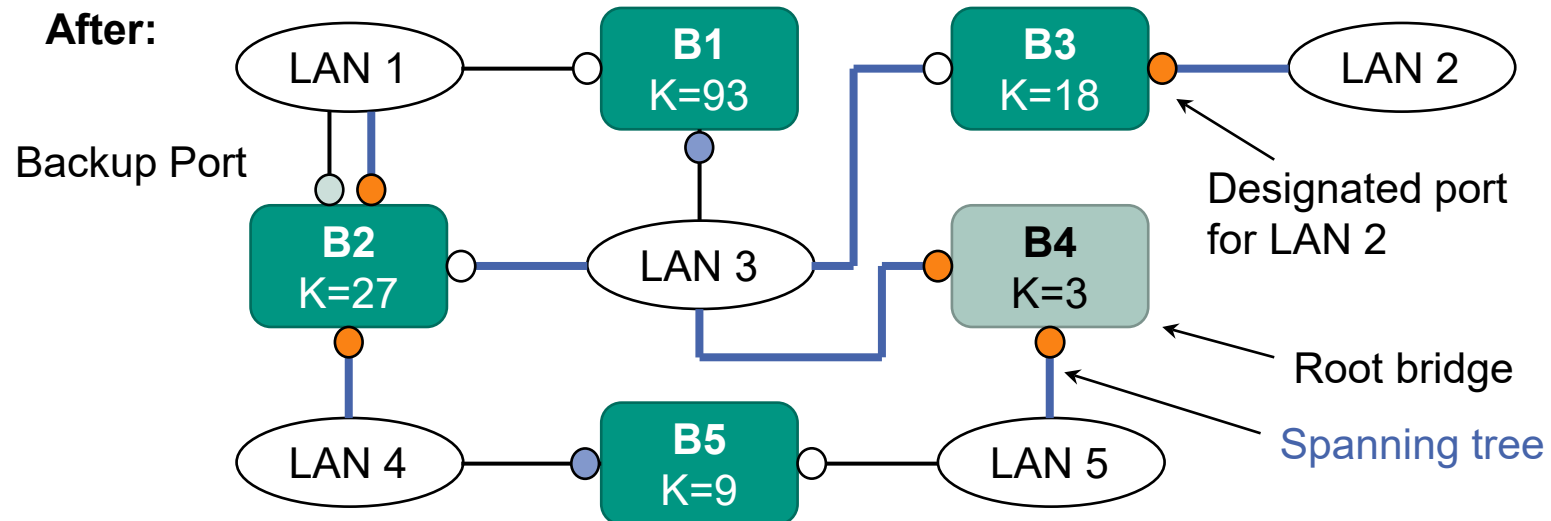 After:
LAN 1
B1
K=93
B3
K=18
LAN 2
Backup Port
Designated port
for LAN 2
B2
K=27
LAN 3
B4
K=3
Root bridge
Spanning tree
LAN 4
B5
K=9
LAN 5